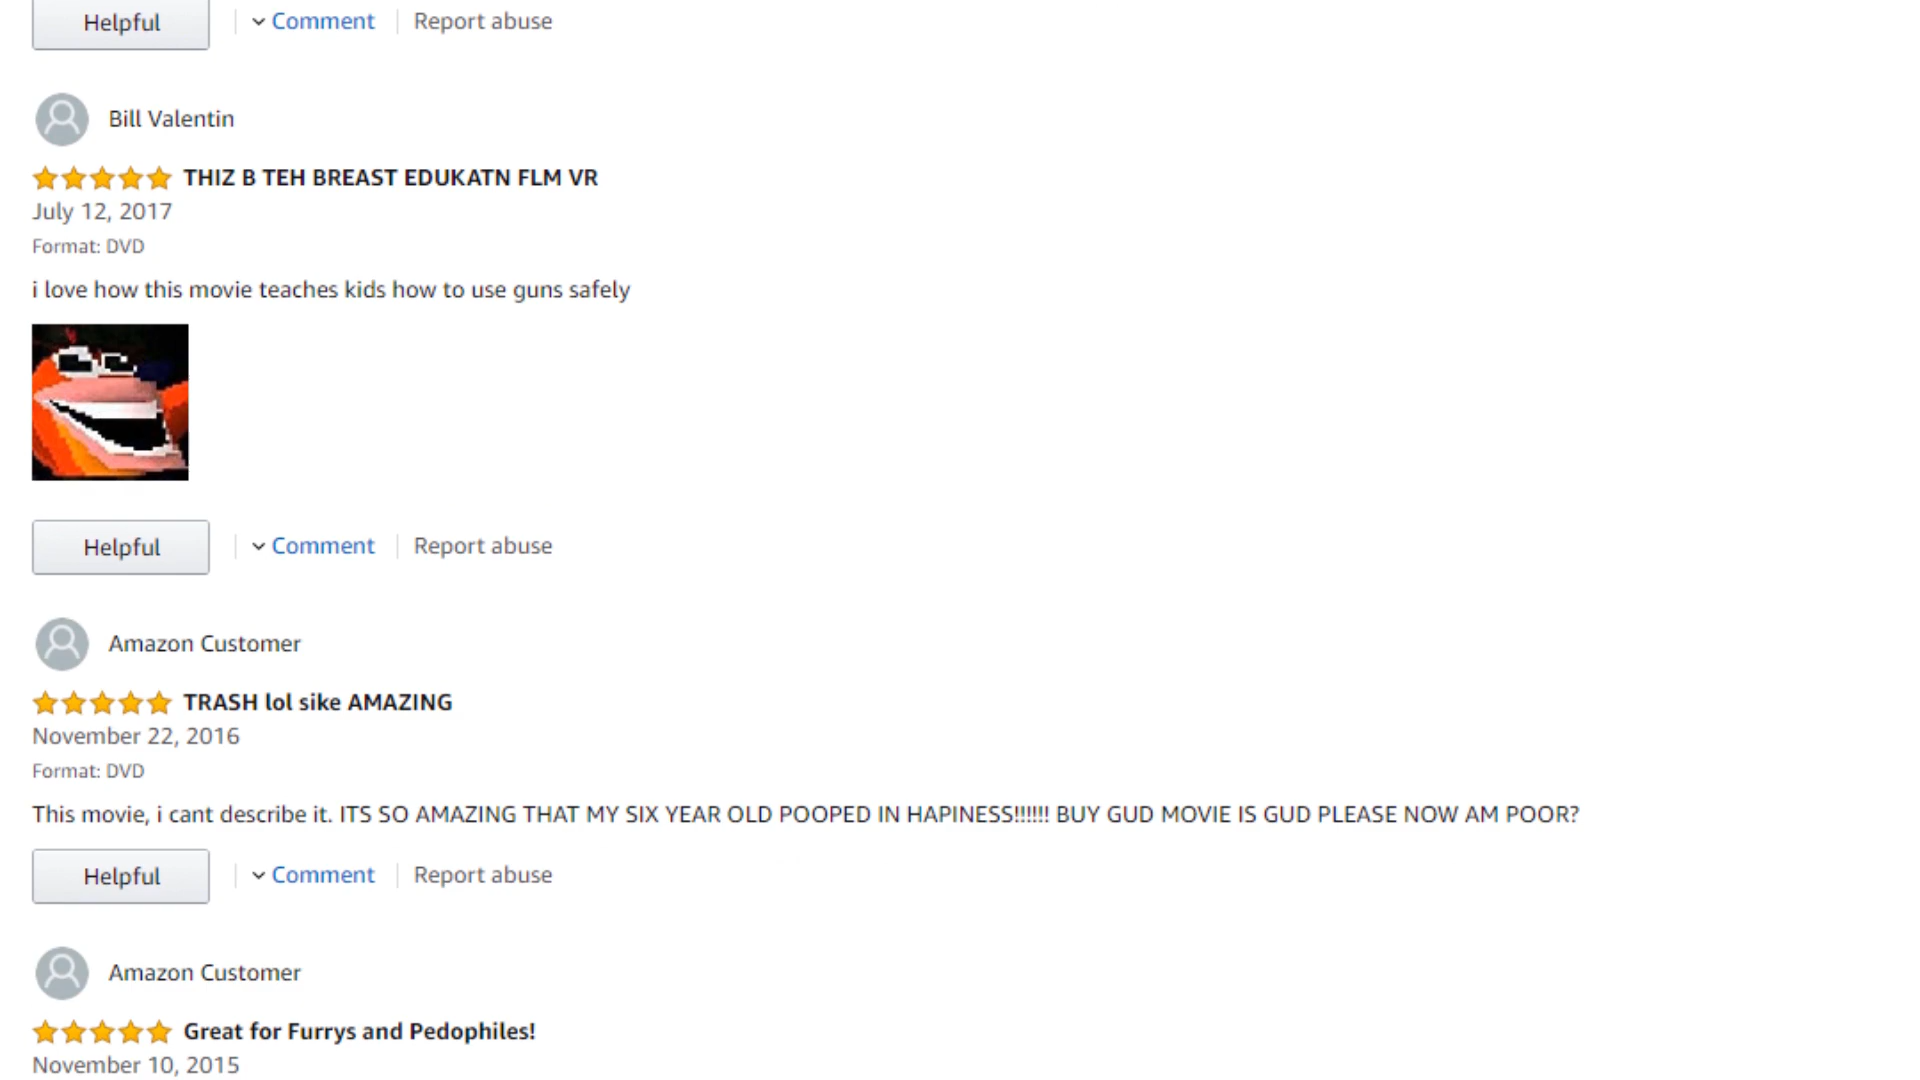 Helpful Comment Report abuse
Bill Valentin
THIZ B TEH BREAST EDUKATN FLM VR
July 12, 2017
Format: DVD
i love how this movie teaches kids how to use guns safely
Helpful Comment Report abuse
Amazon Customer
TRASH lol sike AMAZING
November 22, 2016
Format: DVD
This movie, i cant describe it. ITS SO AMAZING THAT MY SIX YEAR OLD POOPED IN HAPINESS!!!!!! BUY GUD MOVIE IS GUD PLEASE NOW AM POOR?
Helpful Comment Report abuse
Amazon Customer
Great for Furrys and Pedophiles!
November 10, 2015